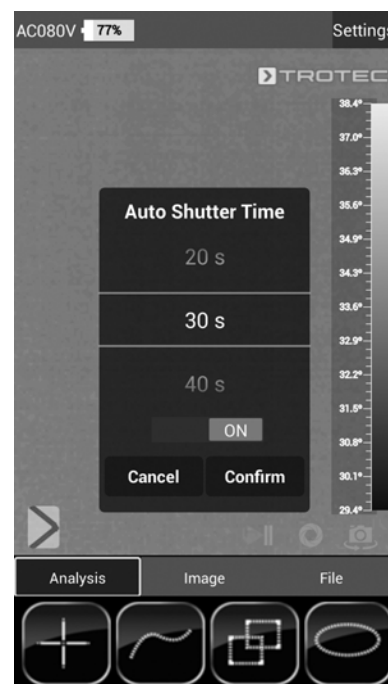 AC080V 77% Settings
TROTEC
38.4°
37.0°
36.3°
35.6°
34.9°
34.3°
33.6°
32.9°
32.2°
31.5°
30.8°
30.1°
29.4°
Auto Shutter Time
20 s
30 s
40 s
ON
Cancel Confirm
Analysis Image File